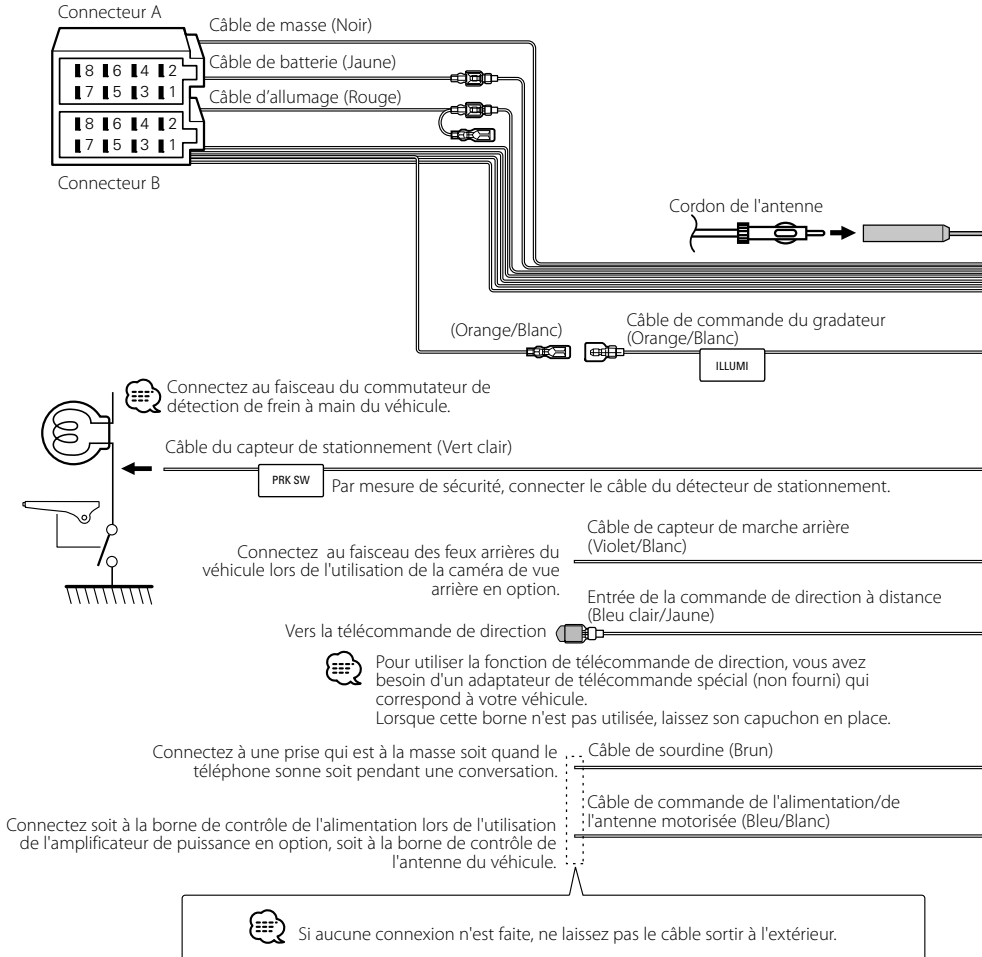 Connecteur A
Câble de masse (Noir)
Câble de batterie (Jaune)
8 6 4 2
7 5 3 1
Câble d'allumage (Rouge)
8 6 4 2
7 5 3 1
Connecteur B
Cordon de l'antenne
(Orange/Blanc)
Câble de commande du gradateur
(Orange/Blanc)
ILLUMI
Connectez au faisceau du commutateur de
détection de frein à main du véhicule.
Câble du capteur de stationnement (Vert clair)
PRK SW
Par mesure de sécurité, connecter le câble du détecteur de stationnement.
Câble de capteur de marche arrière
(Violet/Blanc)
Connectez au faisceau des feux arrières du
véhicule lors de l'utilisation de la caméra de vue
arrière en option.
Entrée de la commande de direction à distance
(Bleu clair/Jaune)
Vers la télécommande de direction
Pour utiliser la fonction de télécommande de direction, vous avez
besoin d'un adaptateur de télécommande spécial (non fourni) qui
correspond à votre véhicule.
Lorsque cette borne n'est pas utilisée, laissez son capuchon en place.
Connectez à une prise qui est à la masse soit quand le
téléphone sonne soit pendant une conversation.
Câble de sourdine (Brun)
Câble de commande de l'alimentation/de
l'antenne motorisée (Bleu/Blanc)
Connectez soit à la borne de contrôle de l'alimentation lors de l'utilisation
de l'amplificateur de puissance en option, soit à la borne de contrôle de
l'antenne du véhicule.
Si aucune connexion n'est faite, ne laissez pas le câble sortir à l'extérieur.